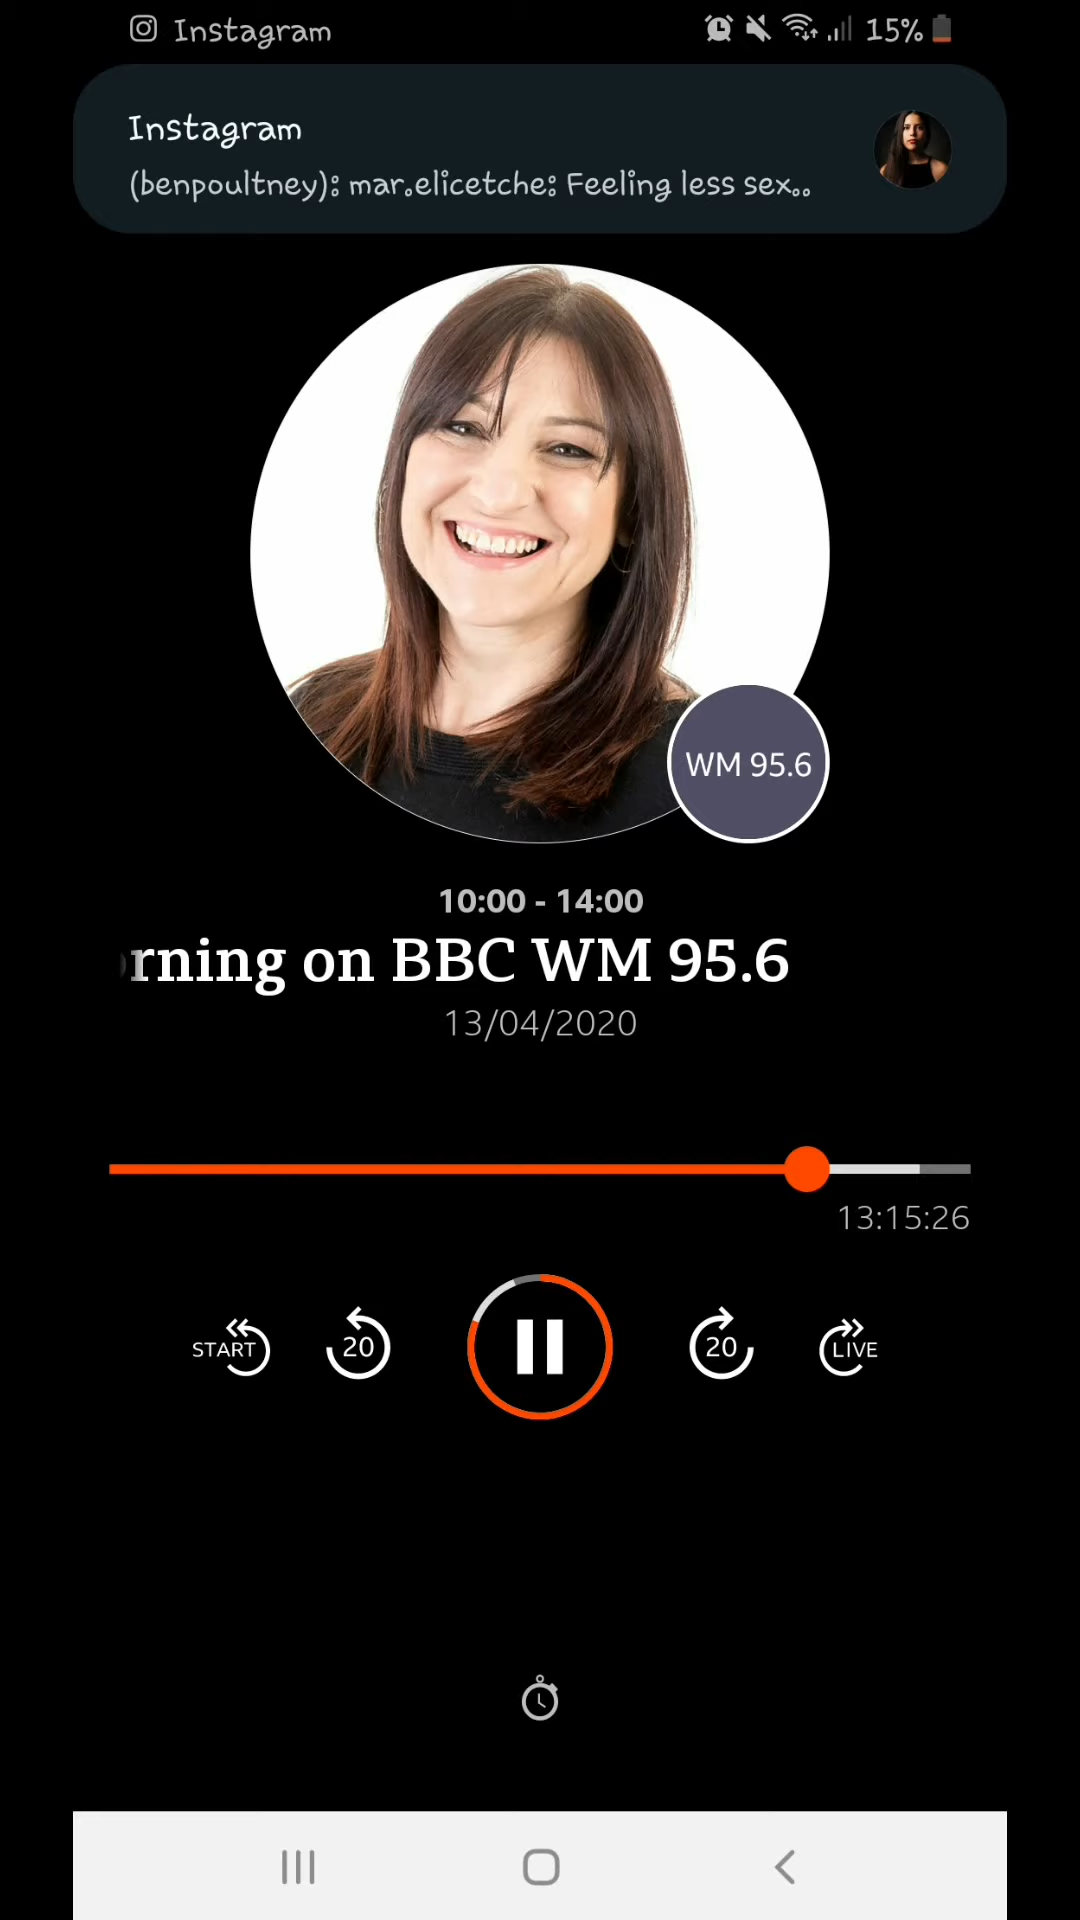 Instagram 15%
Instagram
(benpoultney): mar.elicetche: Feeling less sex..
WM 95.6
10:00 - 14:00
rning on BBC WM 95.6
13/04/2020
13:15:26
START 20 20 LIVE